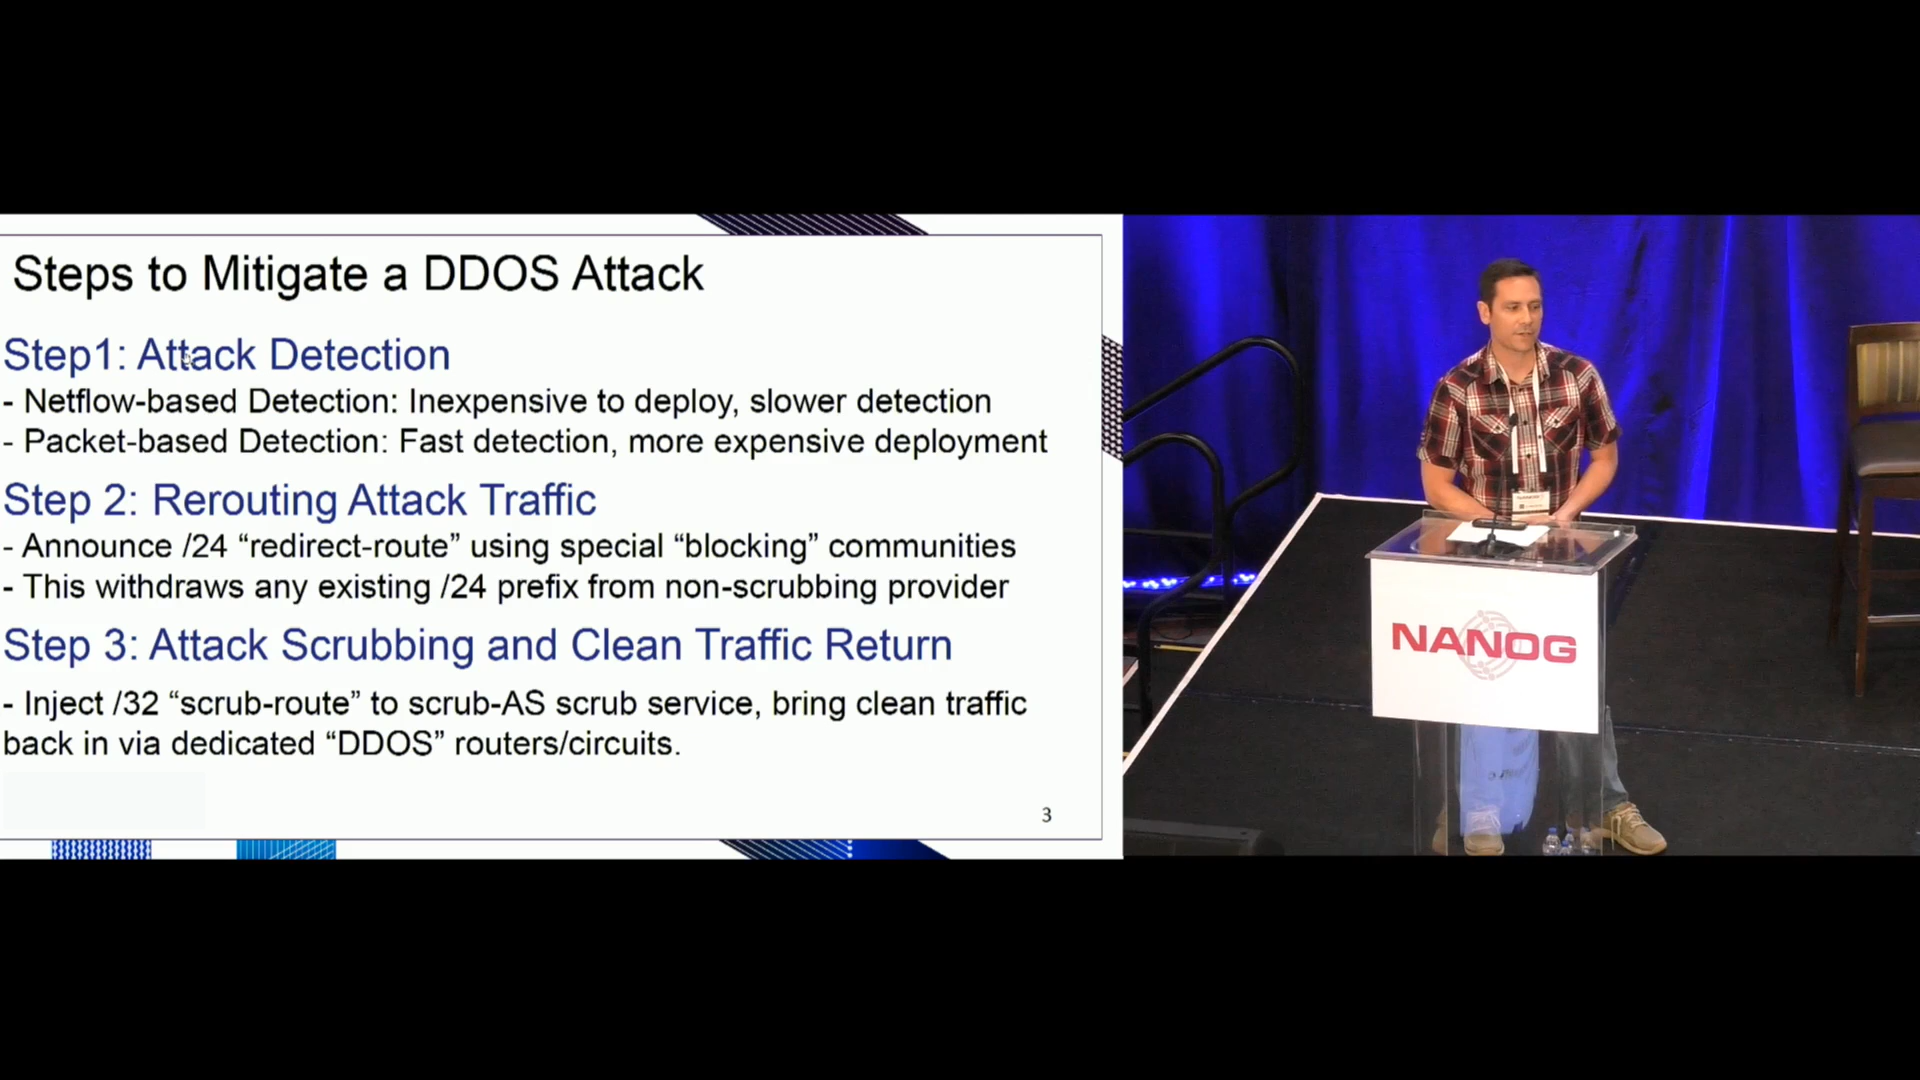 Steps to Mitigate a DDOS Attack
Step1: Attack Detection
- Netflow-based Detection: Inexpensive to deploy, slower detection
- Packet-based Detection: Fast detection, more expensive deployment
Step 2: Rerouting Attack Traffic
- Announce /24 “redirect-route” using special “blocking” communities
- This withdraws any existing /24 prefix from non-scrubbing provider
Step 3: Attack Scrubbing and Clean Traffic Return
- Inject /32 “scrub-route” to scrub-AS scrub service, bring clean traffic
back in via dedicated “DDOS” routers/circuits.
3
NANOG